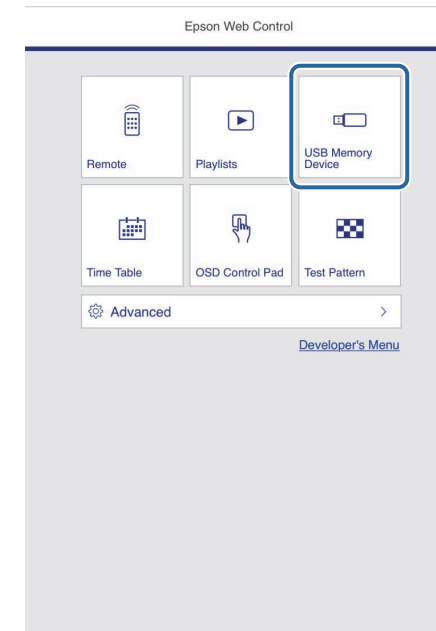 Epson Web Control
Remote
Playlists
USB Memory
Device
Time Table
OSD Control Pad
Test Pattern
Advanced
Developer's Menu